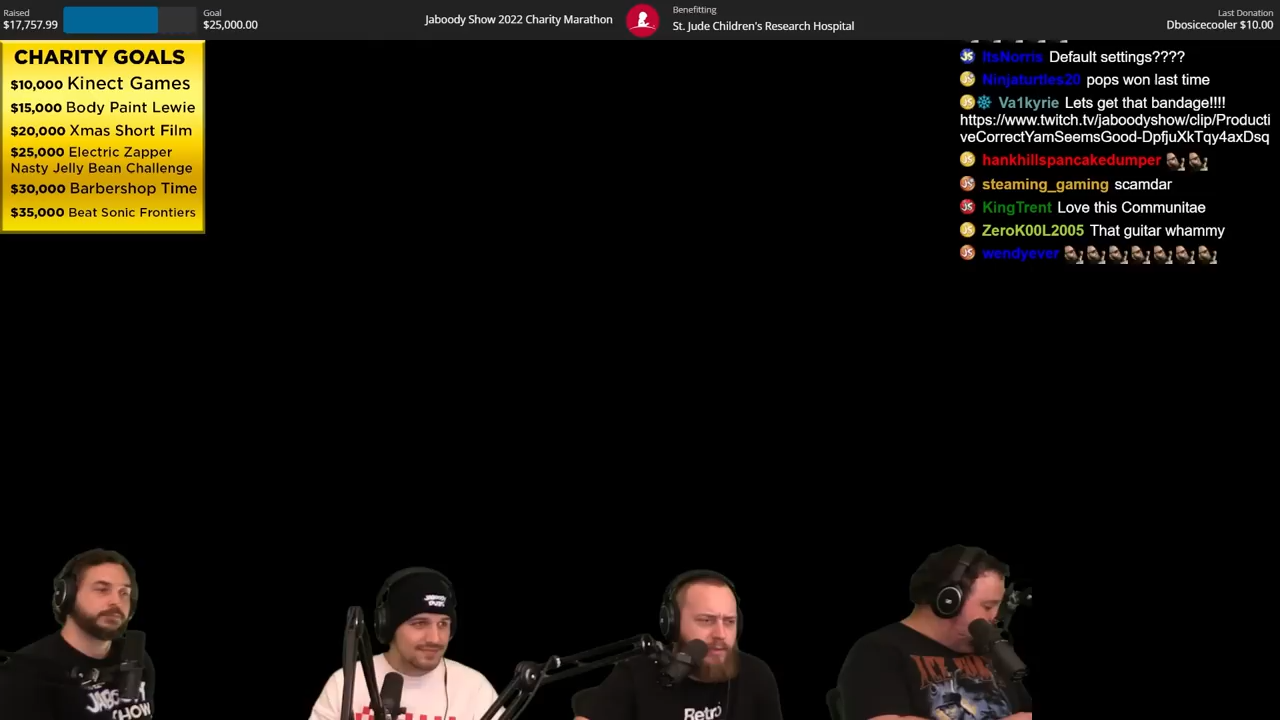 Raised
$17,757.99
Goal
$25,000.00
Jaboody Show 2022 Charity Marathon
Benefitting
St. Jude Children's Research Hospital
Last Donation
Dbosicecooler $10.00
CHARITY GOALS
$10,000 Kinect Games
$15,000 Body Paint Lewie
$20,000 Xmas Short Film
$25,000 Electric Zapper
Nasty Jelly Bean Challenge
$30,000 Barbershop Time
$35,000 Beat Sonic Frontiers
ItsNorris Default settings????
Ninjaturtles20 pops won last time
Va1kyrie Lets get that bandage!!!!
https://www.twitch.tv/jaboodyshow/clip/Producti
veCorrectYamSeemsGood-DpfjuXkTqy4axDsq
hankhillspancakedumper
steaming_gaming scamdar
KingTrent Love this Communitae
ZeroK00L2005 That guitar whammy
wendyever
JABOODY
DUBS
SHOW
Retro